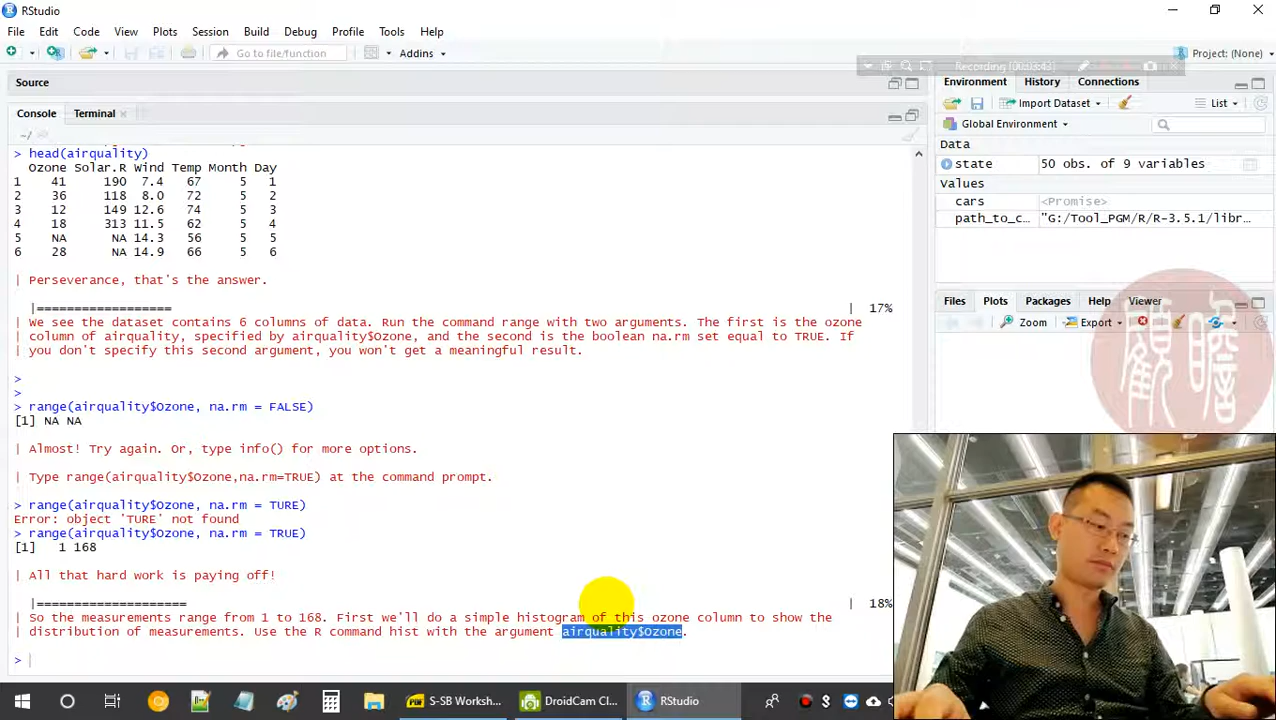 RStudio
File Edit Code View Plots Session Build Debug Profile Tools Help
Go to file/function Addins Project: (None)
Recording [00:03:43]
Source
Console Terminal
~/
> head(airquality)
Ozone Solar.R Wind Temp Month Day
1 41 190 7.4 67 5 1
2 36 118 8.0 72 5 2
3 12 149 12.6 74 5 3
4 18 313 11.5 62 5 4
5 NA NA 14.3 56 5 5
6 28 NA 14.9 66 5 6
| Perseverance, that's the answer.
|================== | 17%
| We see the dataset contains 6 columns of data. Run the command range with two arguments. The first is the ozone
| column of airquality, specified by airquality$Ozone, and the second is the boolean na.rm set equal to TRUE. If
| you don't specify this second argument, you won't get a meaningful result.
>
>
> range(airquality$Ozone, na.rm = FALSE)
[1] NA NA
| Almost! Try again. Or, type info() for more options.
| Type range(airquality$Ozone,na.rm=TRUE) at the command prompt.
> range(airquality$Ozone, na.rm = TURE)
Error: object 'TURE' not found
> range(airquality$Ozone, na.rm = TRUE)
[1] 1 168
| All that hard work is paying off!
|==================== | 18%
| So the measurements range from 1 to 168. First we'll do a simple histogram of this ozone column to show the
| distribution of measurements. Use the R command hist with the argument airquality$Ozone.
>
Environment History Connections
Import Dataset List
Global Environment
Data
state 50 obs. of 9 variables
Values
cars <Promise>
path_to_c… "G:/Tool_PGM/R/R-3.5.1/libr…
Files Plots Packages Help Viewer
Zoom Export
S-SB Worksh...
DroidCam Cl...
RStudio